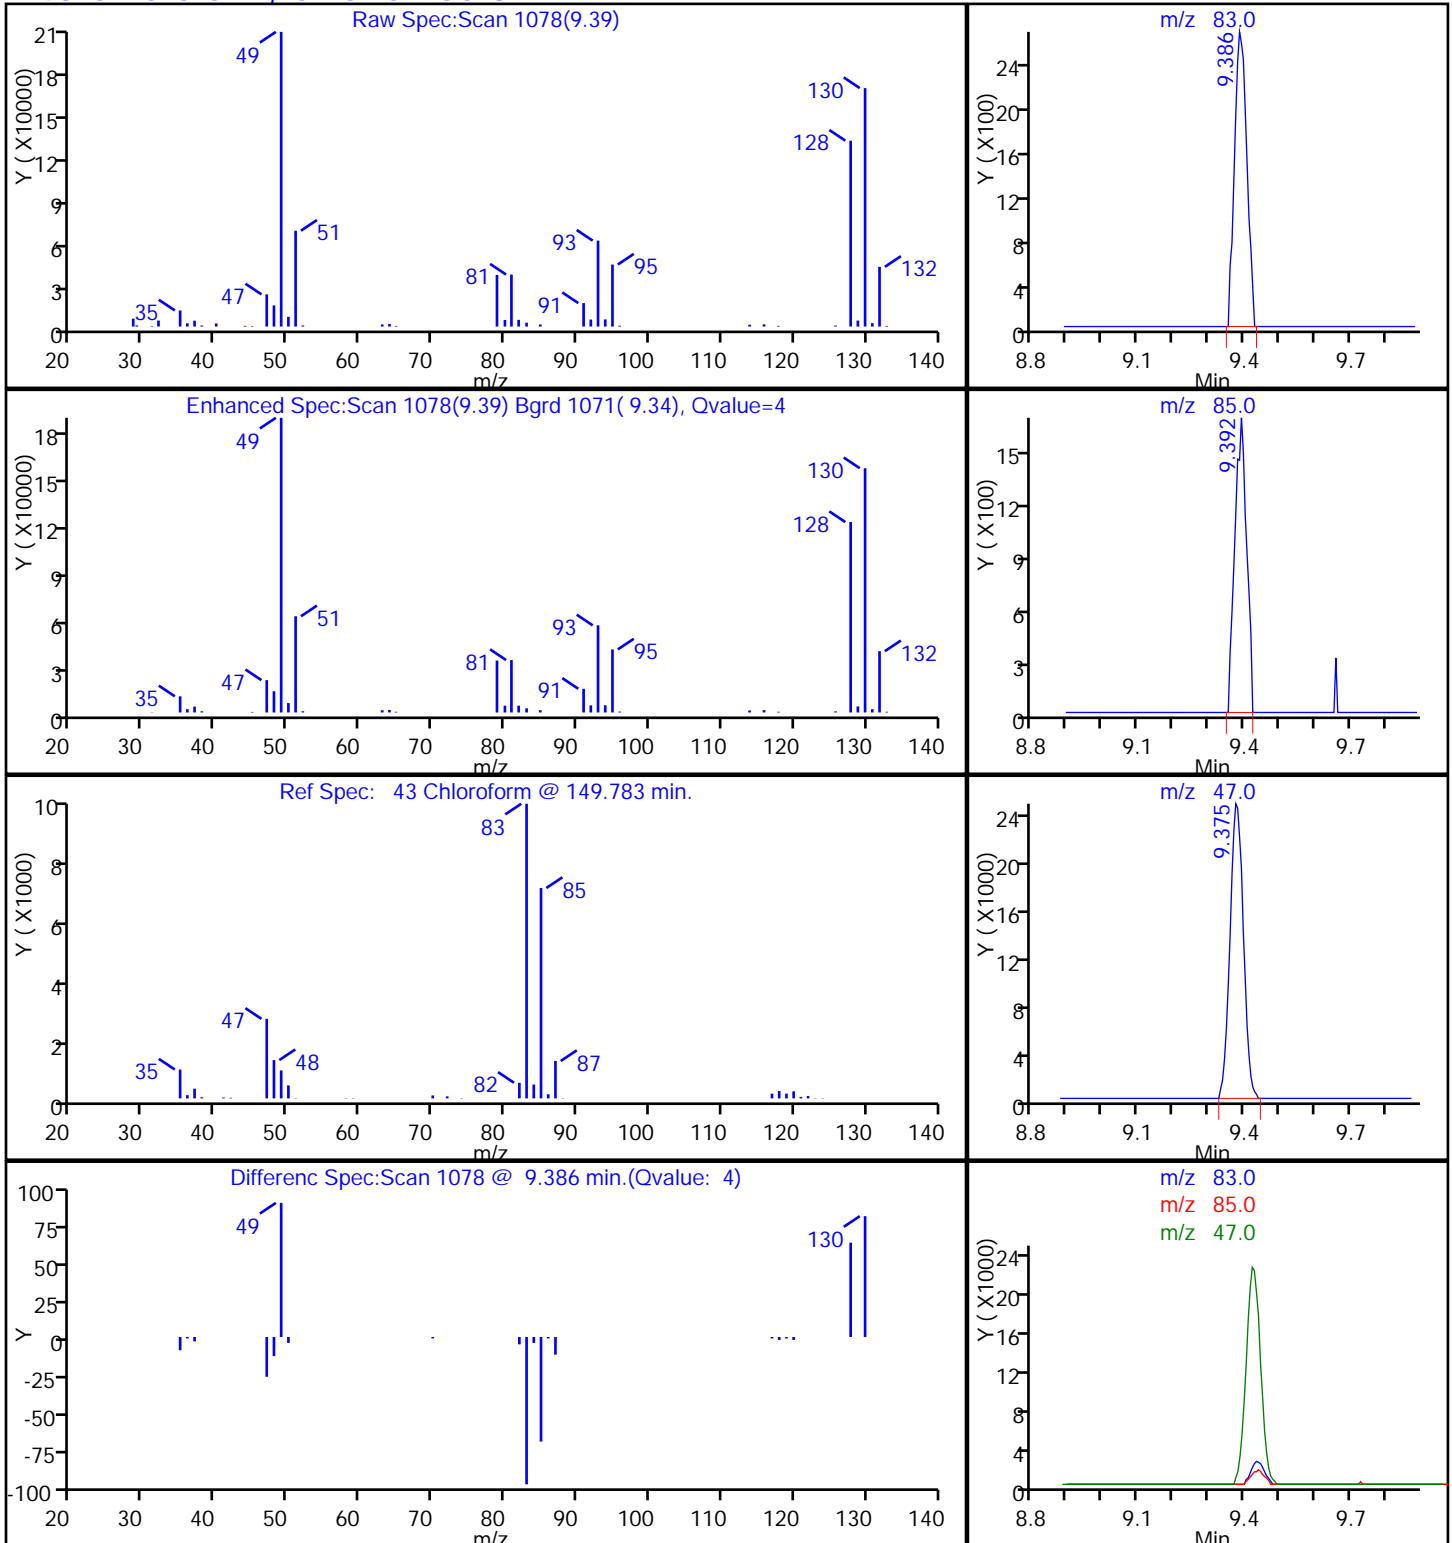 Raw Spec:Scan 1078(9.39)
Y ( X10000)
21
18
15
12
9
6
3
0
49
51
47
35
81
93
95
91
130
128
132
20 30 40 50 60 70 80 90 100 110 120 130 140
m/z
m/z 83.0
Y ( X100)
24
20
16
12
8
4
0
9.386
8.8 9.1 9.4 9.7
Min
Enhanced Spec:Scan 1078(9.39) Bgrd 1071( 9.34), Qvalue=4
Y ( X10000)
18
15
12
9
6
3
0
49
51
47
35
81
93
95
91
130
128
132
20 30 40 50 60 70 80 90 100 110 120 130 140
m/z
m/z 85.0
Y ( X100)
15
12
9
6
3
0
9.392
8.8 9.1 9.4 9.7
Min
Ref Spec: 43 Chloroform @ 149.783 min.
Y ( X1000)
10
8
6
4
2
0
83
85
47
48
35
82
87
20 30 40 50 60 70 80 90 100 110 120 130 140
m/z
m/z 47.0
Y ( X1000)
24
20
16
12
8
4
0
9.375
8.8 9.1 9.4 9.7
Min
Differenc Spec:Scan 1078 @ 9.386 min.(Qvalue: 4)
Y
100
75
50
25
0
-25
-50
-75
-100
49
130
20 30 40 50 60 70 80 90 100 110 120 130 140
m/z
m/z 83.0
m/z 85.0
m/z 47.0
Y ( X1000)
24
20
16
12
8
4
0
8.8 9.1 9.4 9.7
Min